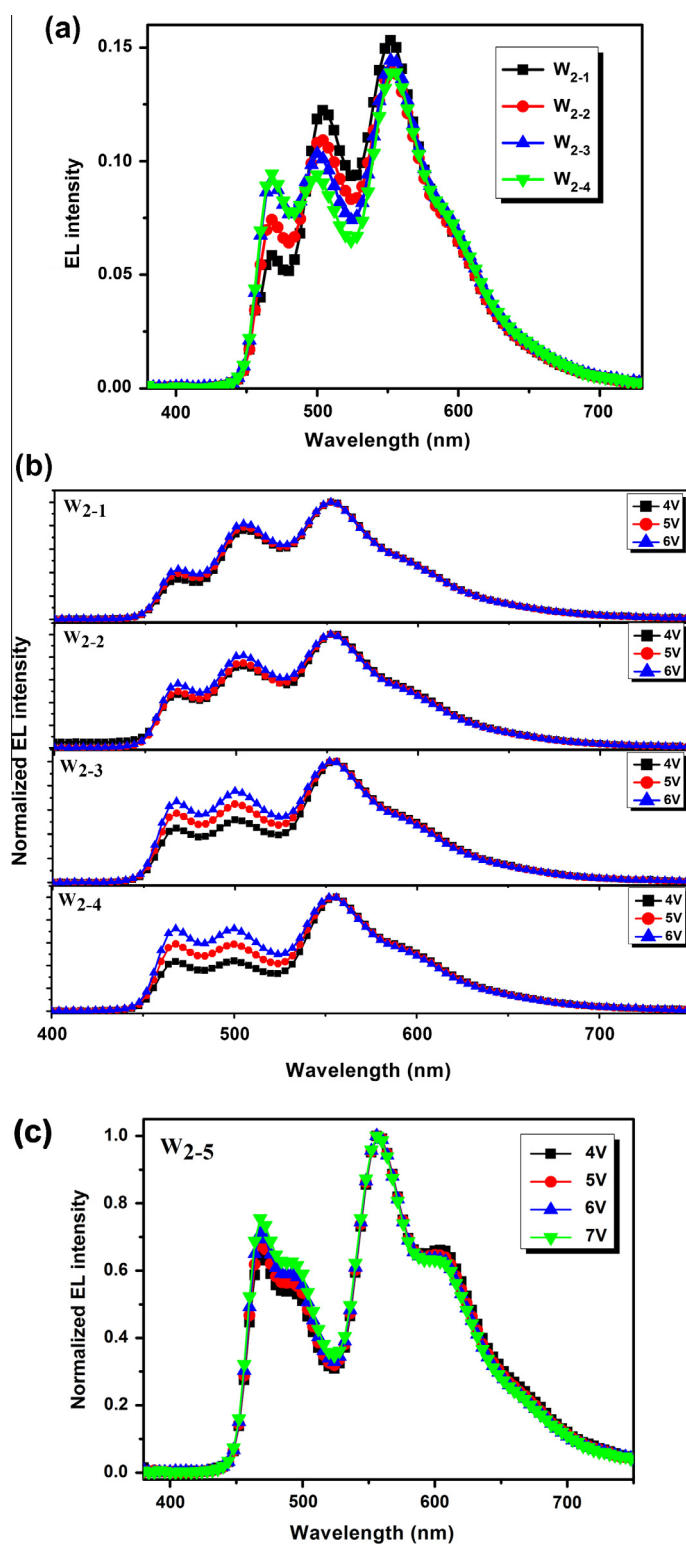 (a)
0.15
0.10
0.05
0.00
EL intensity
W2-1
W2-2
W2-3
W2-4
400 500 600 700
Wavelength (nm)
(b)
Normalized EL intensity
W2-1
4V
5V
6V
W2-2
4V
5V
6V
W2-3
4V
5V
6V
W2-4
4V
5V
6V
400 500 600 700
Wavelength (nm)
(c)
W2-5
1.0
0.8
0.6
0.4
0.2
0.0
Normalized EL intensity
4V
5V
6V
7V
400 500 600 700
Wavelength (nm)